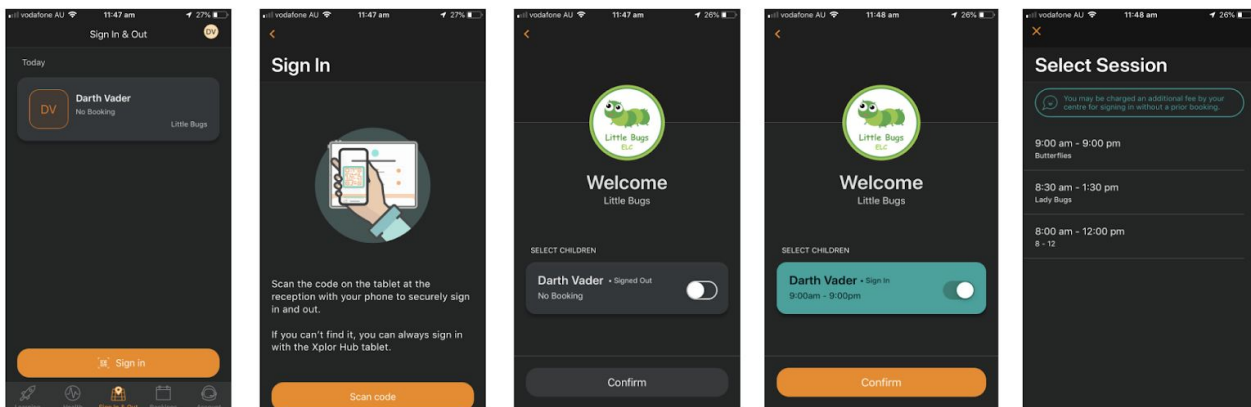 vodafone AU 11:47 am 27%
Sign In & Out
DV
Today
DV
Darth Vader
No Booking
Little Bugs
Sign in
Sign In & Out
vodafone AU 11:47 am 27%
Sign In
Scan the code on the tablet at the
reception with your phone to securely sign
in and out.
If you can't find it, you can always sign in
with the Xplor Hub tablet.
Scan code
vodafone AU 11:47 am 26%
Little Bugs
ELC
Welcome
Little Bugs
SELECT CHILDREN
Darth Vader • Signed Out
No Booking
Confirm
vodafone AU 11:48 am 26%
Little Bugs
ELC
Welcome
Little Bugs
SELECT CHILDREN
Darth Vader • Sign In
9:00am - 9:00pm
Confirm
vodafone AU 11:48 am 26%
Select Session
You may be charged an additional fee by your
centre for signing in without a prior booking.
9:00 am - 9:00 pm
Butterflies
8:30 am - 1:30 pm
Lady Bugs
8:00 am - 12:00 pm
8 - 12